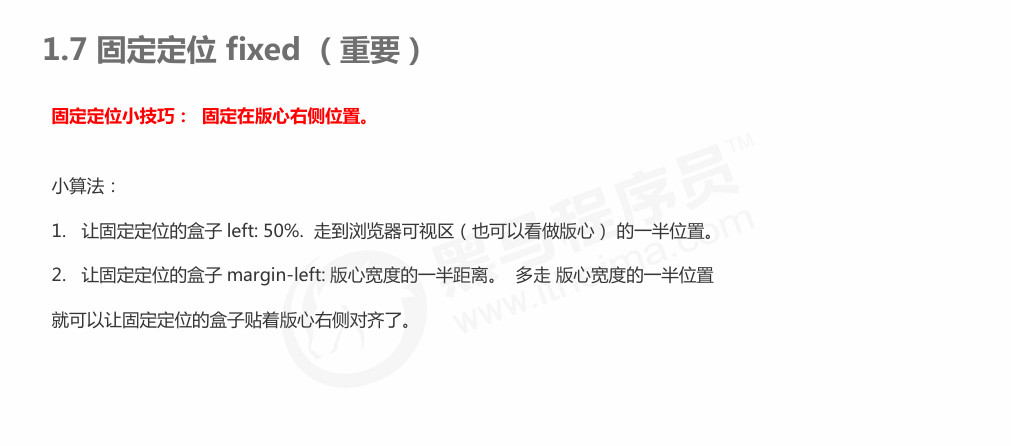 1.7 固定定位 fixed （重要）
固定定位小技巧： 固定在版心右侧位置。
小算法：
1. 让固定定位的盒子 left: 50%. 走到浏览器可视区（也可以看做版心） 的一半位置。
2. 让固定定位的盒子 margin-left: 版心宽度的一半距离。 多走 版心宽度的一半位置
就可以让固定定位的盒子贴着版心右侧对齐了。
黑马程序员™
www.itheima.com